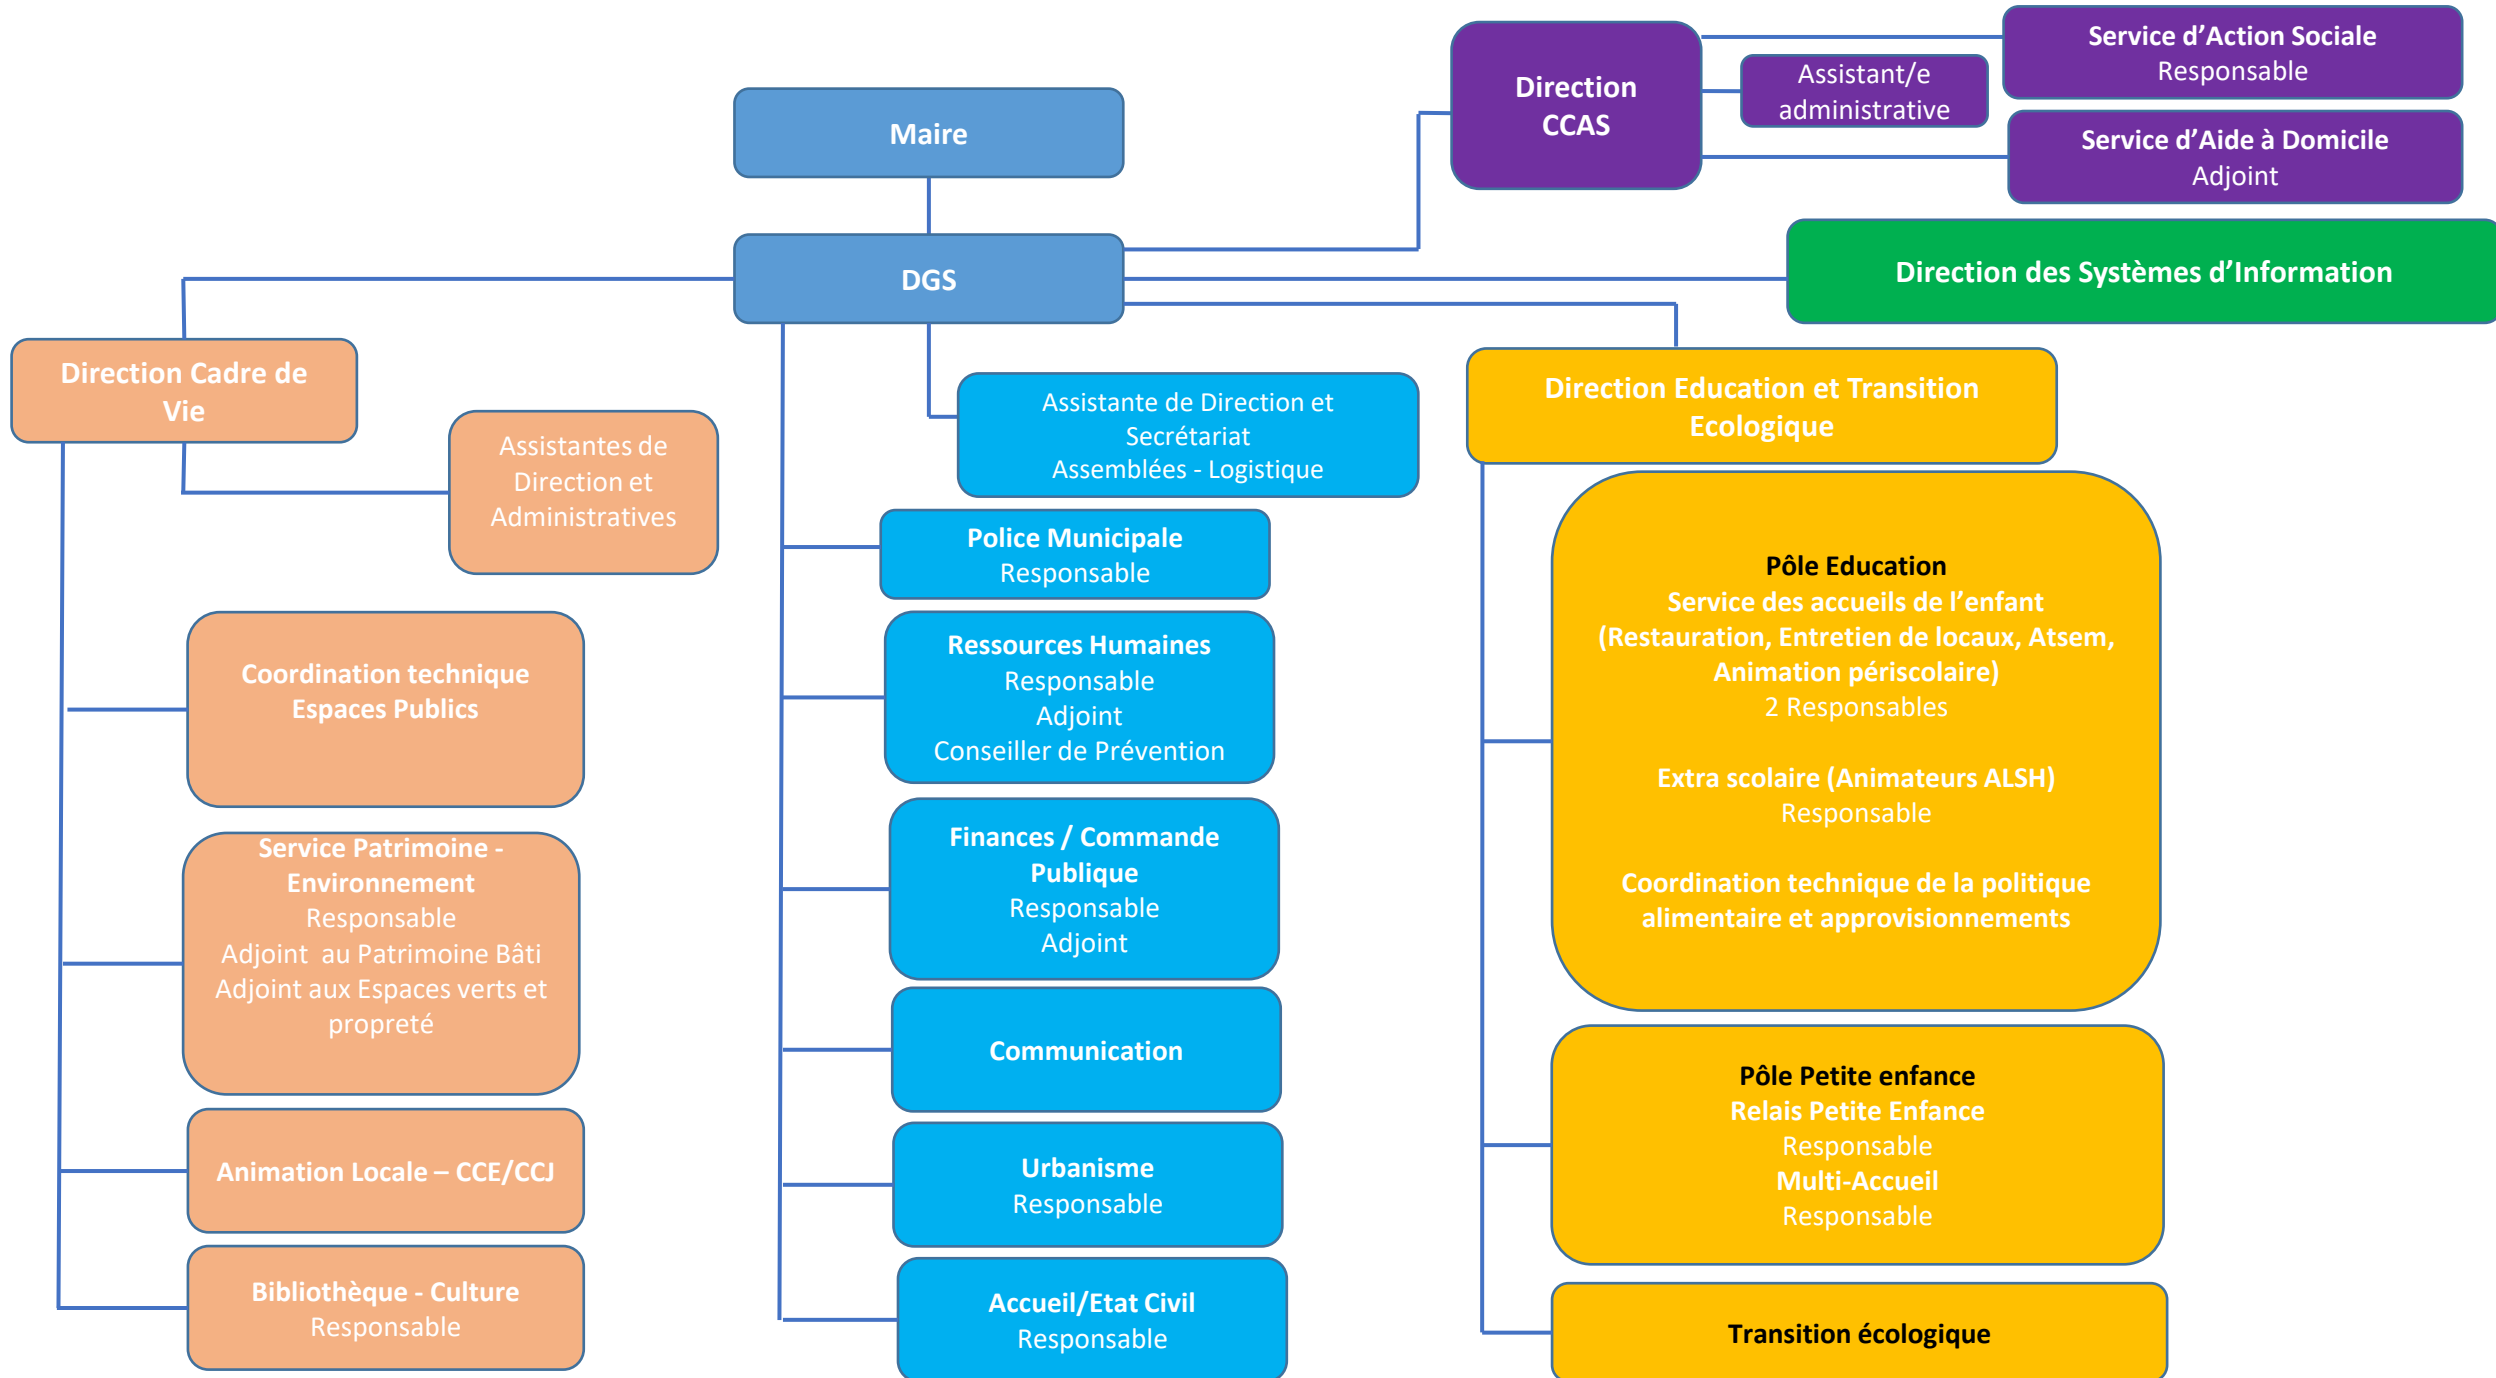 Maire
DGS
Direction
CCAS
Service d’Action Sociale
Responsable
Assistant/e
administrative
Service d’Aide à Domicile
Adjoint
Direction des Systèmes d’Information
Direction Cadre de
Vie
Assistantes de
Direction et
Administratives
Coordination technique
Espaces Publics
Service Patrimoine -
Environnement
Responsable
Adjoint  au Patrimoine Bâti
Adjoint aux Espaces verts et
propreté
Animation Locale – CCE/CCJ
Bibliothèque - Culture
Responsable
Assistante de Direction et
Secrétariat
Assemblées - Logistique
Police Municipale
Responsable
Ressources Humaines
Responsable
Adjoint
Conseiller de Prévention
Finances / Commande
Publique
Responsable
Adjoint
Communication
Urbanisme
Responsable
Accueil/Etat Civil
Responsable
Direction Education et Transition
Ecologique
Pôle Education
Service des accueils de l’enfant
(Restauration, Entretien de locaux, Atsem,
Animation périscolaire)
2 Responsables
Extra scolaire (Animateurs ALSH)
Responsable
Coordination technique de la politique
alimentaire et approvisionnements
Pôle Petite enfance
Relais Petite Enfance
Responsable
Multi-Accueil
Responsable
Transition écologique